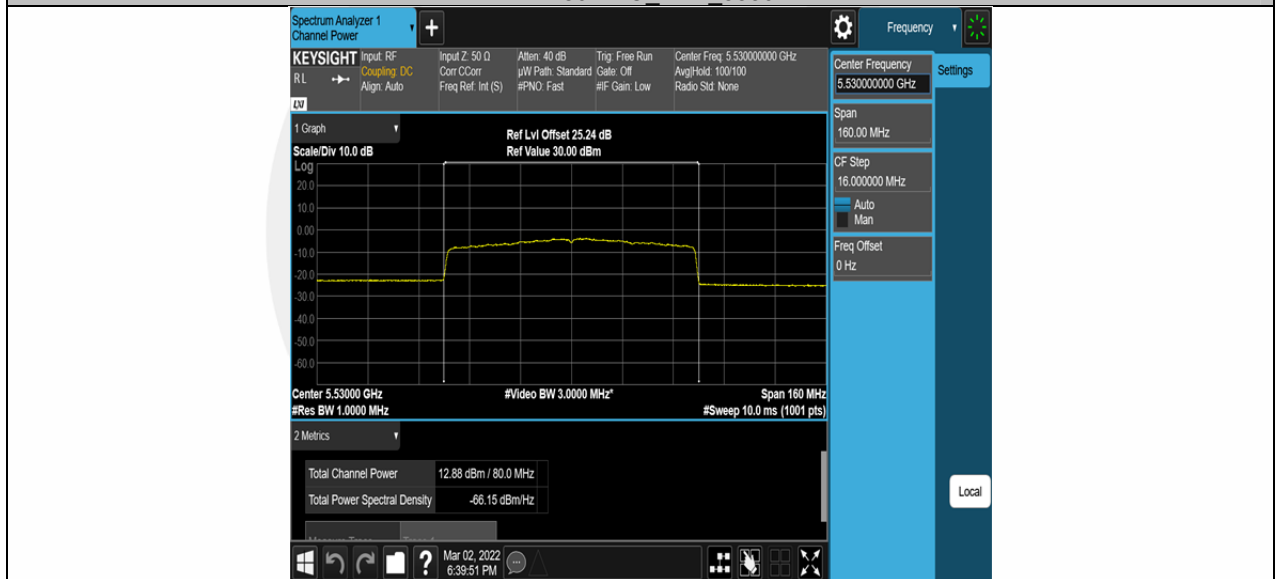 Spectrum Analyzer 1
Channel Power
+
Frequency
KEYSIGHT
RL
LXI
Input: RF
Coupling: DC
Align: Auto
Input Z: 50 Ω
Corr CCorr
Freq Ref: Int (S)
Atten: 40 dB
µW Path: Standard
#PNO: Fast
Trig: Free Run
Gate: Off
#IF Gain: Low
Center Freq: 5.530000000 GHz
Avg|Hold: 100/100
Radio Std: None
Center Frequency
5.530000000 GHz
Settings
Span
160.00 MHz
CF Step
16.000000 MHz
Auto
Man
Freq Offset
0 Hz
Local
1 Graph
Scale/Div 10.0 dB
Ref Lvl Offset 25.24 dB
Ref Value 30.00 dBm
Log
20.0
10.0
0.00
-10.0
-20.0
-30.0
-40.0
-50.0
-60.0
Center 5.53000 GHz
#Video BW 3.0000 MHz*
Span 160 MHz
#Res BW 1.0000 MHz
#Sweep 10.0 ms (1001 pts)
2 Metrics
Total Channel Power 12.88 dBm / 80.0 MHz
Total Power Spectral Density -66.15 dBm/Hz
?
Mar 02, 2022
6:39:51 PM